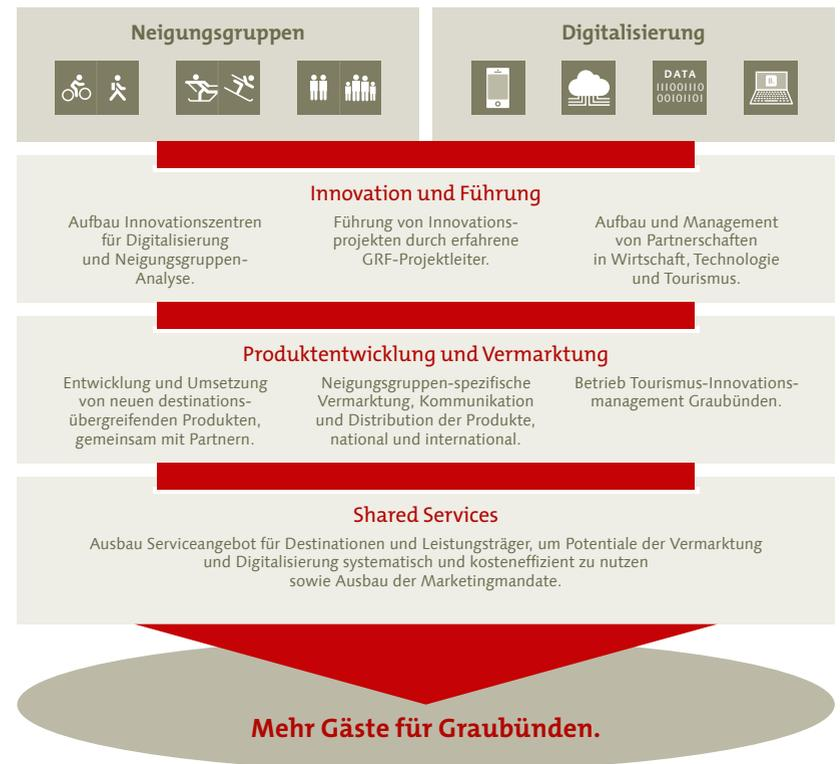 Neigungsgruppen
Digitalisierung
DATA
11100110
00101101
Innovation und Führung
Aufbau Innovationszentren
für Digitalisierung
und Neigungsgruppen-
Analyse.
Führung von Innovations-
projekten durch erfahrene
GRF-Projektleiter.
Aufbau und Management
von Partnerschaften
in Wirtschaft, Technologie
und Tourismus.
Produktentwicklung und Vermarktung
Entwicklung und Umsetzung
von neuen destinations-
übergreifenden Produkten,
gemeinsam mit Partnern.
Neigungsgruppen-spezifische
Vermarktung, Kommunikation
und Distribution der Produkte,
national und international.
Betrieb Tourismus-Innovations-
management Graubünden.
Shared Services
Ausbau Serviceangebot für Destinationen und Leistungsträger, um Potentiale der Vermarktung
und Digitalisierung systematisch und kosteneffizient zu nutzen
sowie Ausbau der Marketingmandate.
Mehr Gäste für Graubünden.